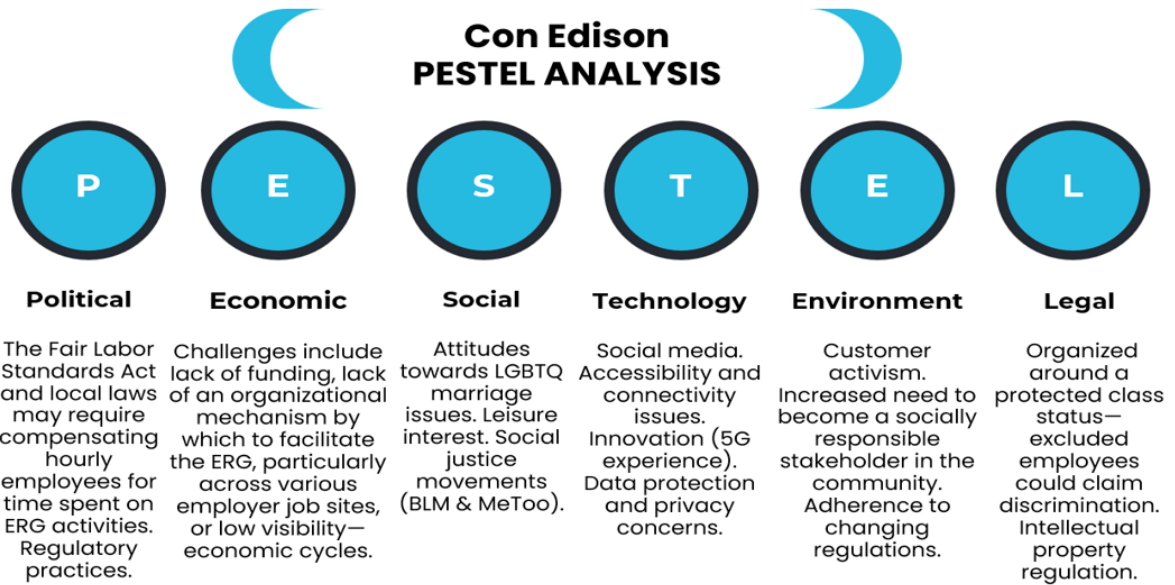 Con Edison
PESTEL ANALYSIS
P
E
S
T
E
L
Political
The Fair Labor
Standards Act
and local laws
may require
compensating
hourly
employees for
time spent on
ERG activities.
Regulatory
practices.
Economic
Challenges include
lack of funding, lack
of an organizational
mechanism by
which to facilitate
the ERG, particularly
across various
employer job sites,
or low visibility—
economic cycles.
Social
Attitudes
towards LGBTQ
marriage
issues. Leisure
interest. Social
justice
movements
(BLM & MeToo).
Technology
Social media.
Accessibility and
connectivity
issues.
Innovation (5G
experience).
Data protection
and privacy
concerns.
Environment
Customer
activism.
Increased need to
become a socially
responsible
stakeholder in the
community.
Adherence to
changing
regulations.
Legal
Organized
around a
protected class
status—
excluded
employees
could claim
discrimination.
Intellectual
property
regulation.